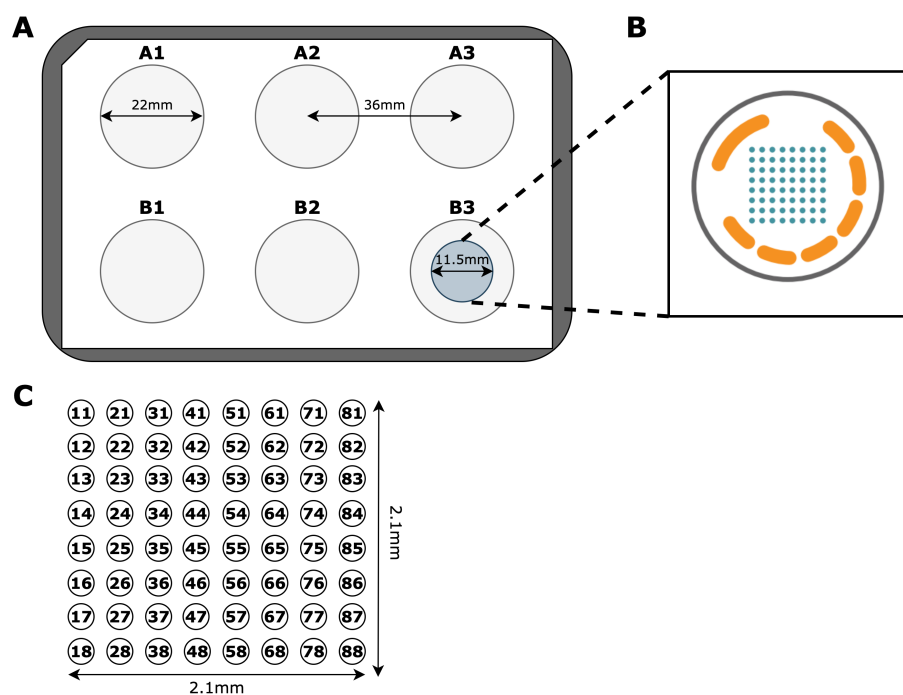 A
B
A1 A2 A3
22mm
36mm
B1 B2 B3
11.5mm
C
11 21 31 41 51 61 71 81
12 22 32 42 52 62 72 82
13 23 33 43 53 63 73 83
14 24 34 44 54 64 74 84
15 25 35 45 55 65 75 85
16 26 36 46 56 66 76 86
17 27 37 47 57 67 77 87
18 28 38 48 58 68 78 88
2.1mm
2.1mm